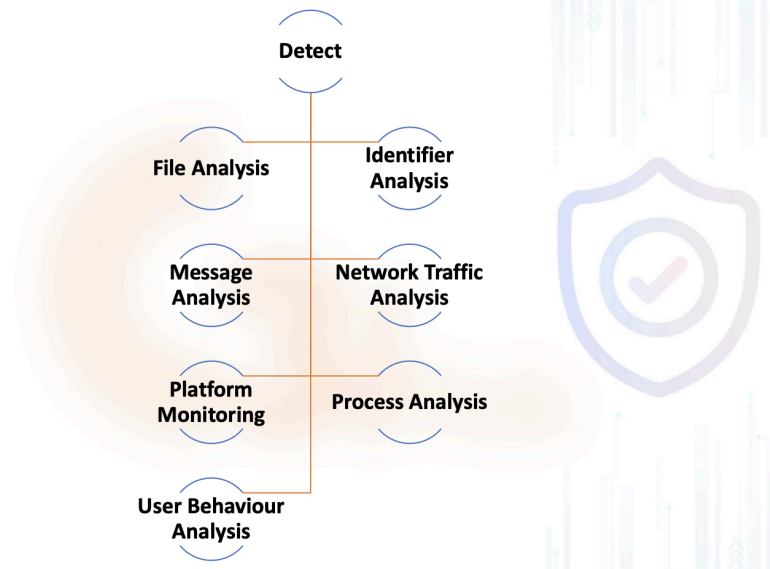 Detect
File Analysis
Identifier
Analysis
Message
Analysis
Network Traffic
Analysis
Platform
Monitoring
Process Analysis
User Behaviour
Analysis